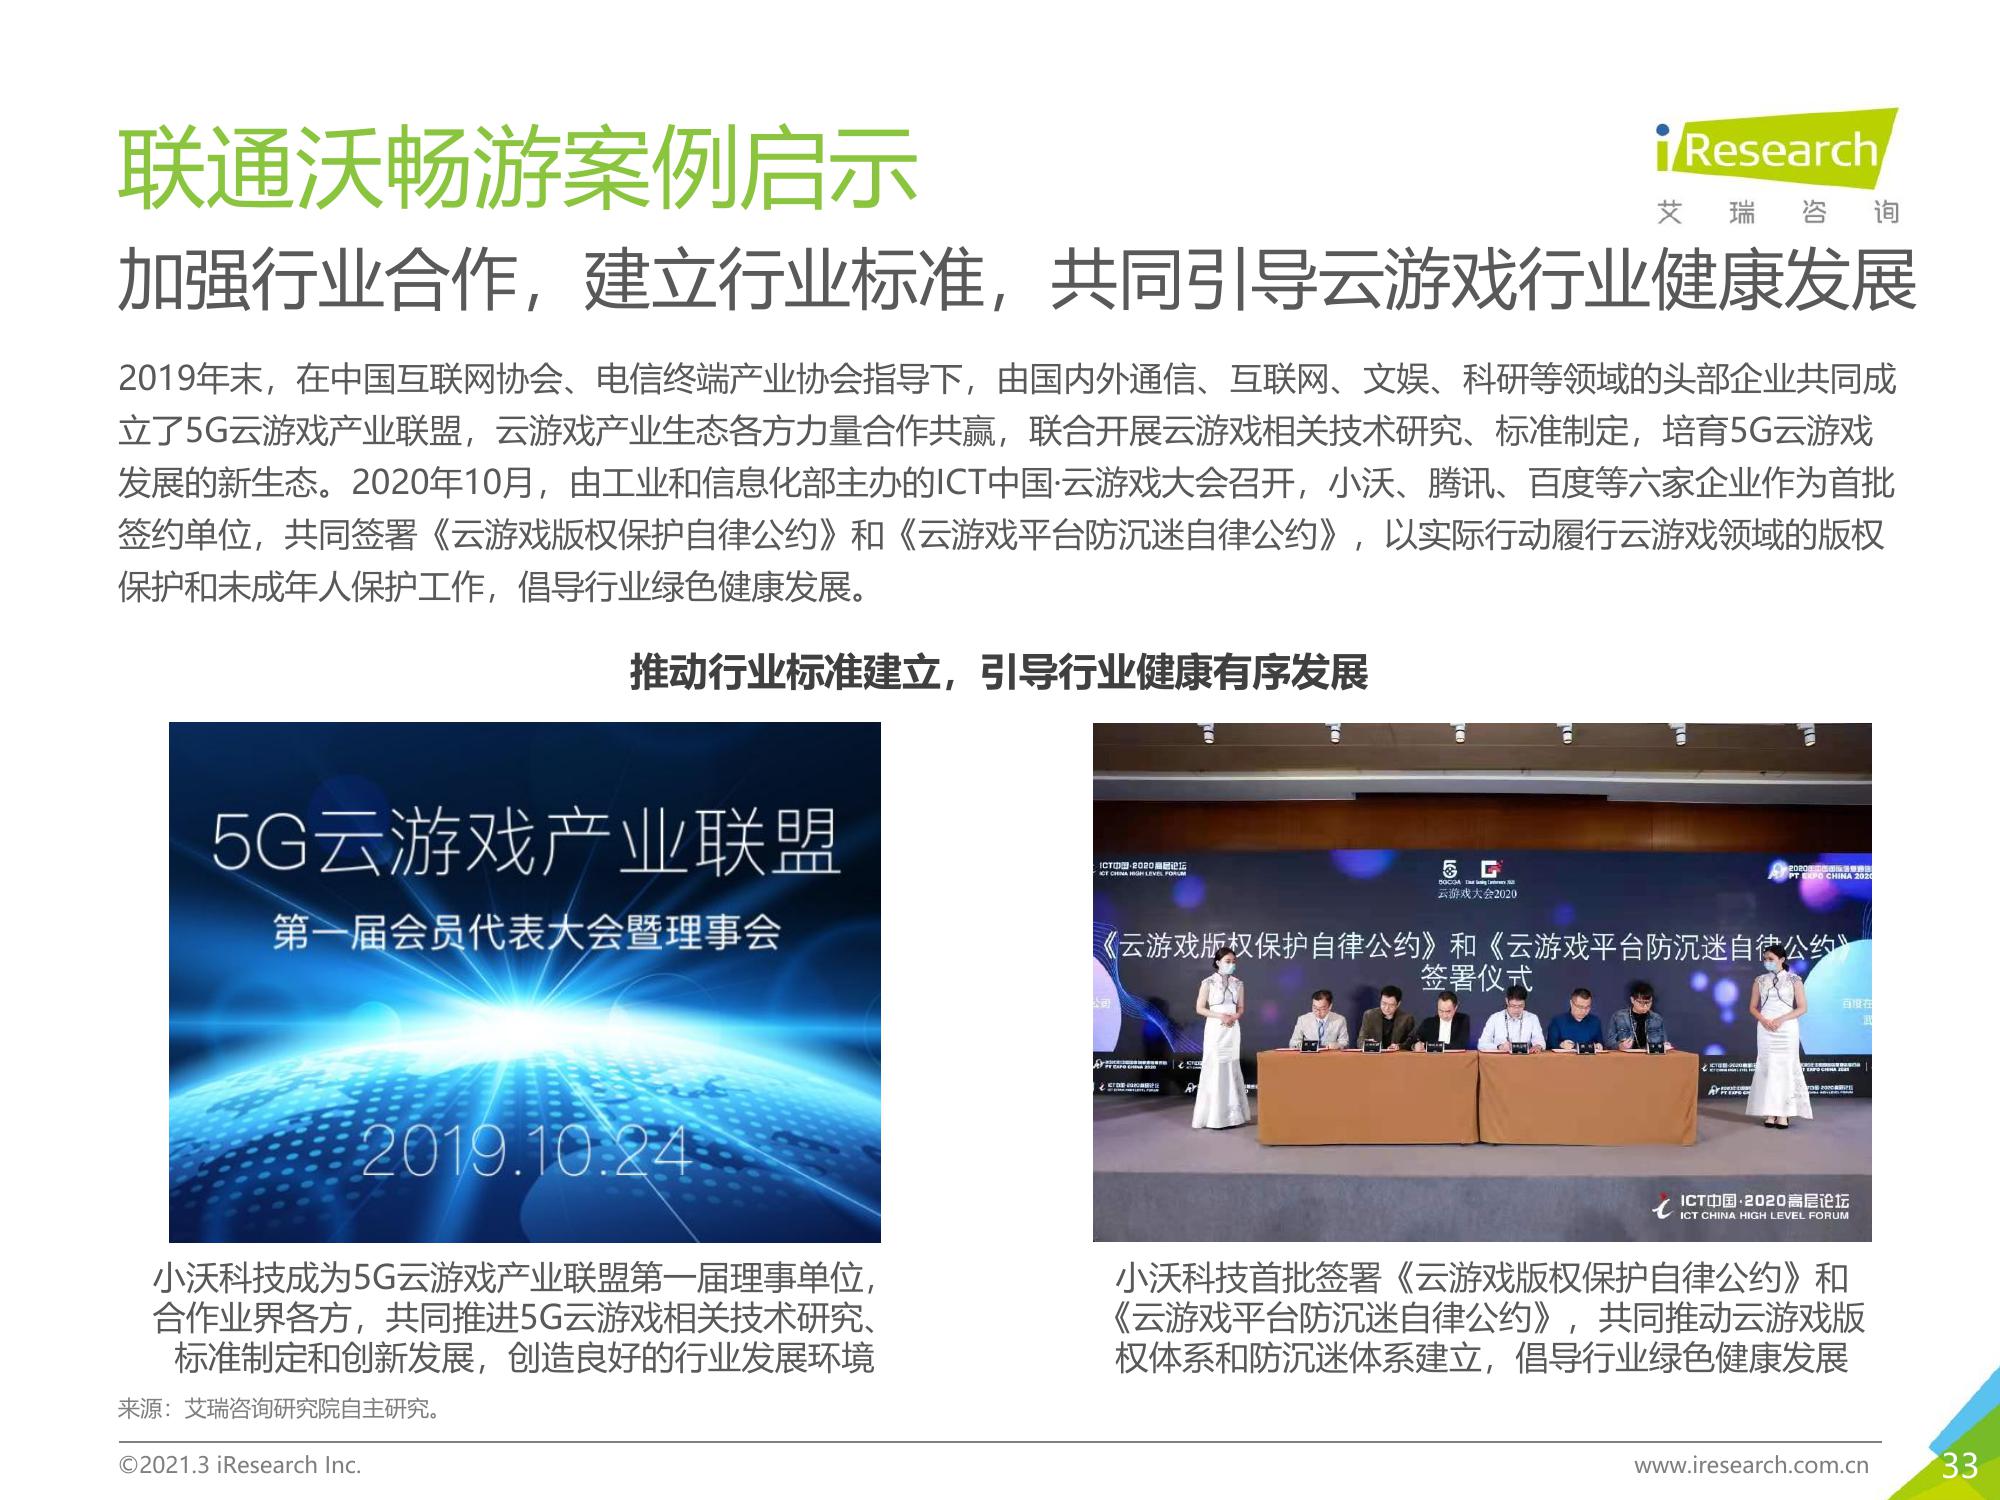 联通沃畅游案例启示
iResearch
艾瑞咨询
加强行业合作，建立行业标准，共同引导云游戏行业健康发展
2019年末，在中国互联网协会、电信终端产业协会指导下，由国内外通信、互联网、文娱、科研等领域的头部企业共同成
立了5G云游戏产业联盟，云游戏产业生态各方力量合作共赢，联合开展云游戏相关技术研究、标准制定，培育5G云游戏
发展的新生态。2020年10月，由工业和信息化部主办的ICT中国·云游戏大会召开，小沃、腾讯、百度等六家企业作为首批
签约单位，共同签署《云游戏版权保护自律公约》和《云游戏平台防沉迷自律公约》，以实际行动履行云游戏领域的版权
保护和未成年人保护工作，倡导行业绿色健康发展。
推动行业标准建立，引导行业健康有序发展
5G云游戏产业联盟
第一届会员代表大会暨理事会
2019.10.24
ICT中国·2020高层论坛
ICT CHINA HIGH LEVEL FORUM
5GCGA
云游戏大会2020
PT EXPO CHINA 2020
《云游戏版权保护自律公约》和《云游戏平台防沉迷自律公约》
签署仪式
公司
百度在
ICT中国·2020高层论坛
ICT CHINA HIGH LEVEL FORUM
小沃科技成为5G云游戏产业联盟第一届理事单位，
合作业界各方，共同推进5G云游戏相关技术研究、
标准制定和创新发展，创造良好的行业发展环境
小沃科技首批签署《云游戏版权保护自律公约》和
《云游戏平台防沉迷自律公约》，共同推动云游戏版
权体系和防沉迷体系建立，倡导行业绿色健康发展
来源：艾瑞咨询研究院自主研究。
©2021.3 iResearch Inc.
www.iresearch.com.cn
33